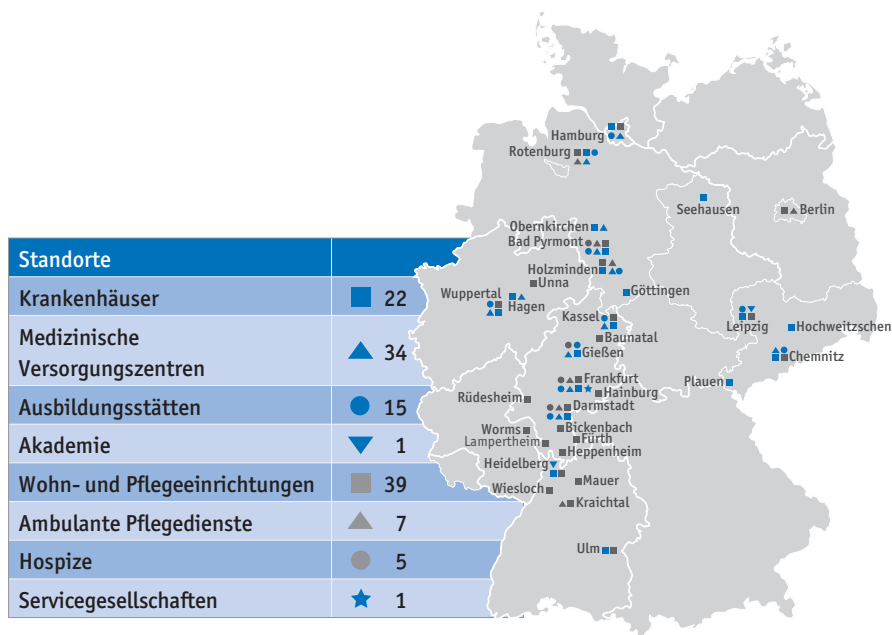 Standorte
Krankenhäuser 22
Medizinische
Versorgungszentren 34
Ausbildungsstätten 15
Akademie 1
Wohn- und Pflegeeinrichtungen 39
Ambulante Pflegedienste 7
Hospize 5
Servicegesellschaften 1
Hamburg
Rotenburg
Seehausen
Berlin
Obernkirchen
Bad Pyrmont
Holzminden
Unna
Göttingen
Wuppertal
Hagen
Kassel
Baunatal
Leipzig
Hochweitzschen
Gießen
Chemnitz
Plauen
Frankfurt
Hainburg
Rüdesheim
Darmstadt
Worms
Bickenbach
Lampertheim
Fürth
Heppenheim
Heidelberg
Mauer
Wiesloch
Kraichtal
Ulm